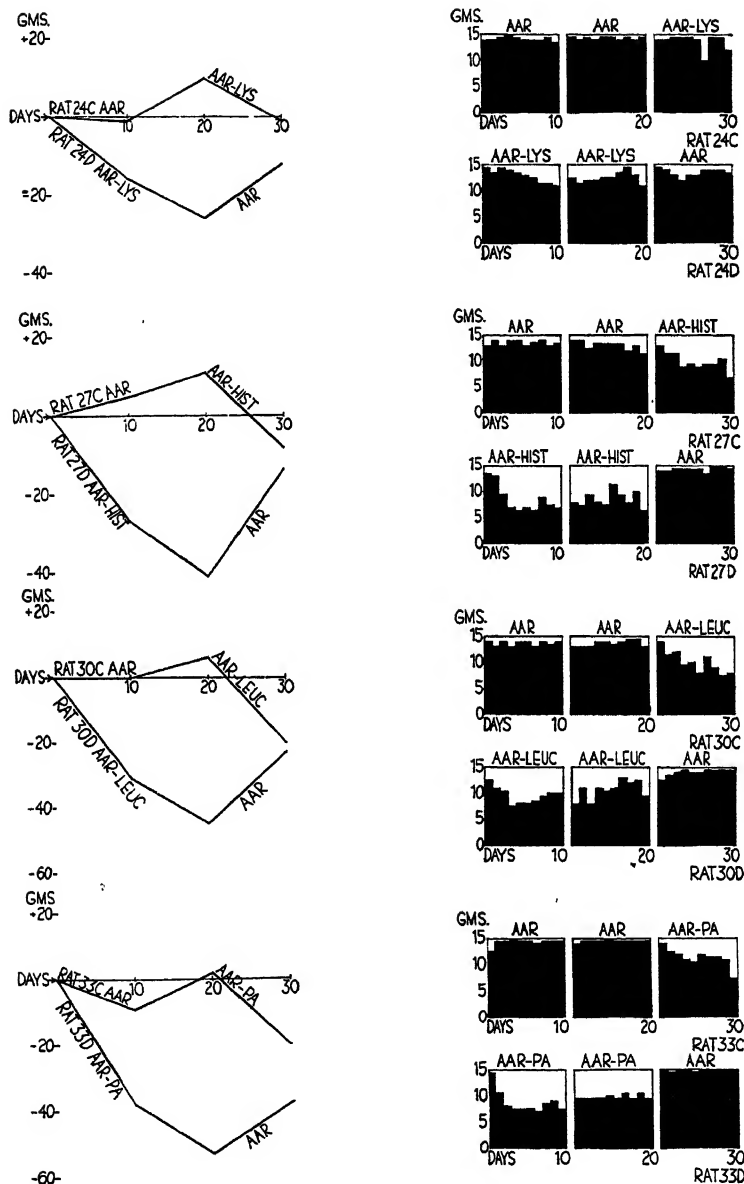 GMS.
+20-
DAYS
RAT 24C AAR
AAR-LYS
10
20
30
RAT 24D AAR-LYS
AAR
=20-
-40-
GMS.
15
10
5
0
AAR
AAR
AAR-LYS
DAYS 10
20
30
RAT 24C
AAR-LYS
AAR-LYS
AAR
15
10
5
0
DAYS 10
20
30
RAT 24D
GMS.
+20-
DAYS
RAT 27C AAR
AAR-HIST
10
20
30
RAT 27D AAR-HIST
AAR
-20-
-40-
GMS.
15
10
5
0
AAR
AAR
AAR-HIST
DAYS 10
20
30
RAT 27C
AAR-HIST
AAR-HIST
AAR
15
10
5
0
DAYS 10
20
30
RAT 27D
GMS.
+20-
DAYS
RAT 30C AAR
AAR-LEUC
10
20
30
RAT 30D AAR-LEUC
AAR
-20-
-40-
-60-
GMS.
15
10
5
0
AAR
AAR
AAR-LEUC
DAYS 10
20
30
RAT 30C
AAR-LEUC
AAR-LEUC
AAR
15
10
5
0
DAYS 10
20
30
RAT 30D
GMS
+20-
DAYS
RAT 33C AAR
AAR-PA
10
20
30
RAT 33D AAR-PA
AAR
-20-
-40-
-60-
GMS.
15
10
5
0
AAR
AAR
AAR-PA
DAYS 10
20
30
RAT 33C
AAR-PA
AAR-PA
AAR
15
10
5
0
DAYS 10
20
30
RAT 33D